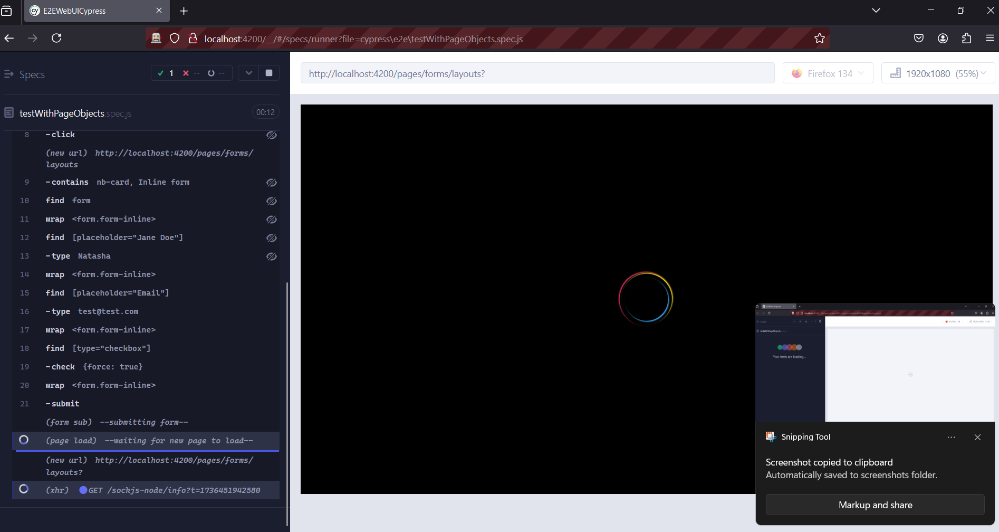 E2EWebUICypress
localhost:4200/__/#/specs/runner?file=cypress\e2e\testWithPageObjects.spec.js
Specs
1 -- --
http://localhost:4200/pages/forms/layouts?
Firefox 134
1920x1080 (55%)
testWithPageObjects.spec.js
00:12
8 -click
(new url) http://localhost:4200/pages/forms/
layouts
9 -contains nb-card, Inline form
10 find form
11 wrap <form.form-inline>
12 find [placeholder="Jane Doe"]
13 -type Natasha
14 wrap <form.form-inline>
15 find [placeholder="Email"]
16 -type test@test.com
17 wrap <form.form-inline>
18 find [type="checkbox"]
19 -check {force: true}
20 wrap <form.form-inline>
21 -submit
(form sub) --submitting form--
(page load) --waiting for new page to load--
(new url) http://localhost:4200/pages/forms/
layouts?
(xhr) GET /sockjs-node/info?t=1736451942580
E2EWebUICypress
Specs
Firefox 134
testWithPageObjects
Your tests are loading...
Snipping Tool
Screenshot copied to clipboard
Automatically saved to screenshots folder.
Markup and share